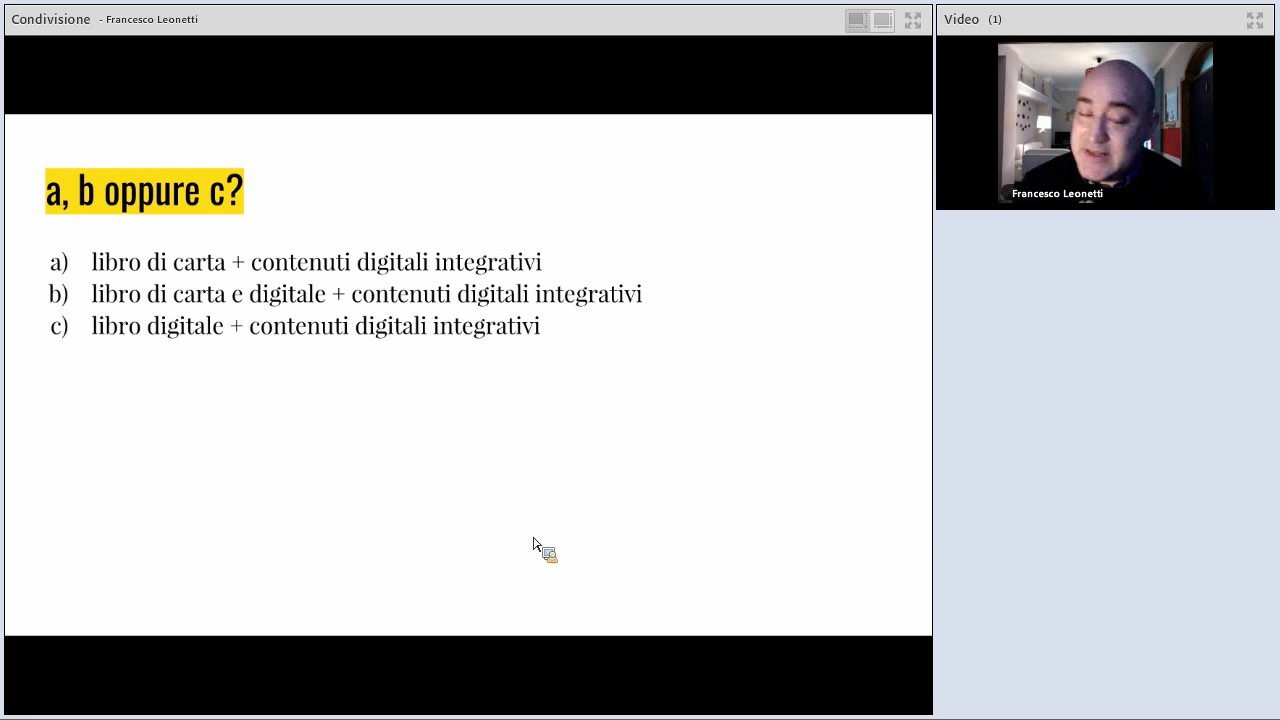 Condivisione - Francesco Leonetti
Video (1)
a, b oppure c?
a) libro di carta + contenuti digitali integrativi
b) libro di carta e digitale + contenuti digitali integrativi
c) libro digitale + contenuti digitali integrativi
Francesco Leonetti